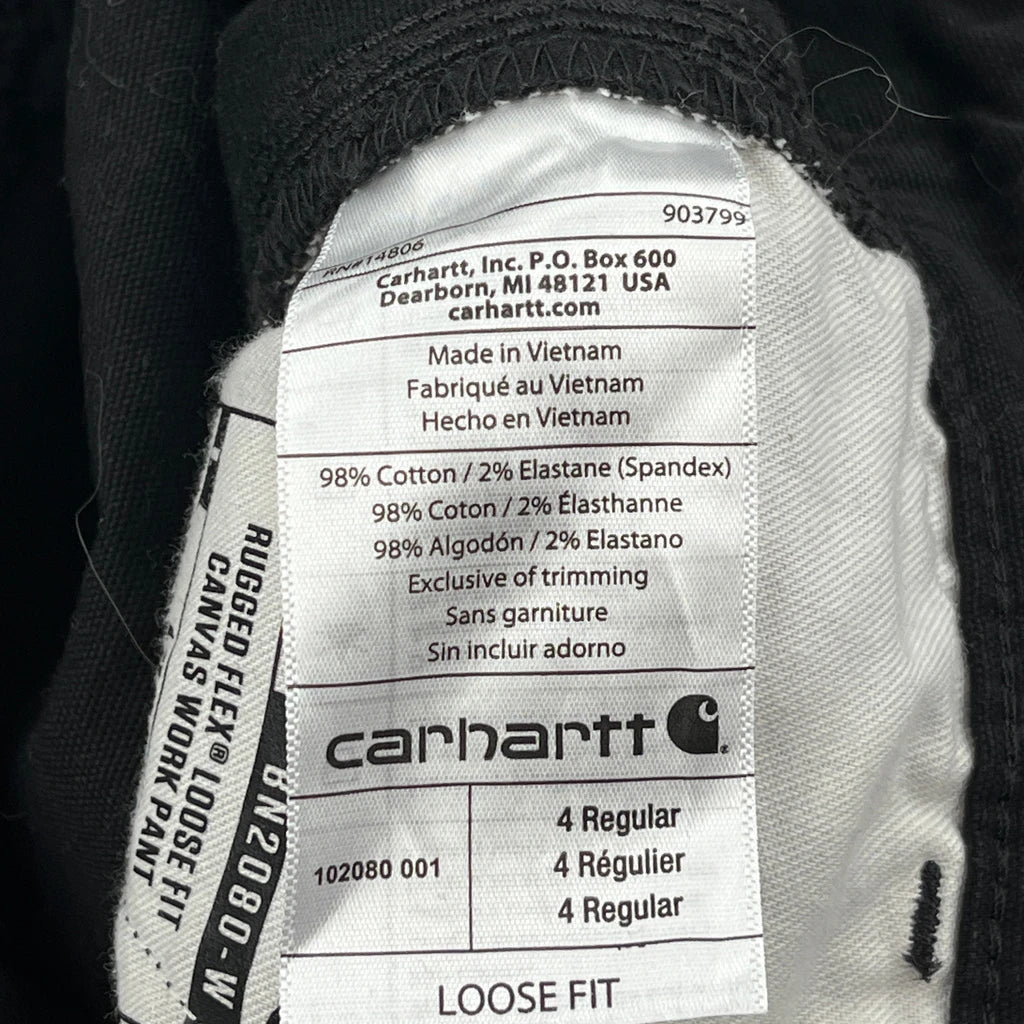 903799
RN#14806
Carhartt, Inc. P.O. Box 600
Dearborn, MI 48121 USA
carhartt.com
Made in Vietnam
Fabriqué au Vietnam
Hecho en Vietnam
98% Cotton / 2% Elastane (Spandex)
98% Coton / 2% Élasthanne
98% Algodón / 2% Elastano
Exclusive of trimming
Sans garniture
Sin incluir adorno
carhartt
102080 001
4 Regular
4 Régulier
4 Regular
LOOSE FIT
RUGGED FLEX® LOOSE FIT
CANVAS WORK PANT
BN2080-W